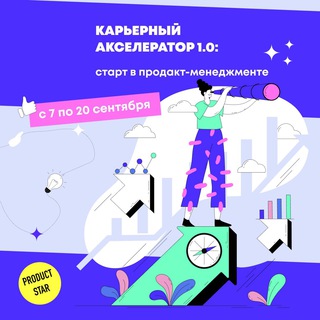 КАРЬЕРНЫЙ
АКСЕЛЕРАТОР 1.0:
старт в продакт-менеджменте
с 7 по 20 сентября
PRODUCT
STAR